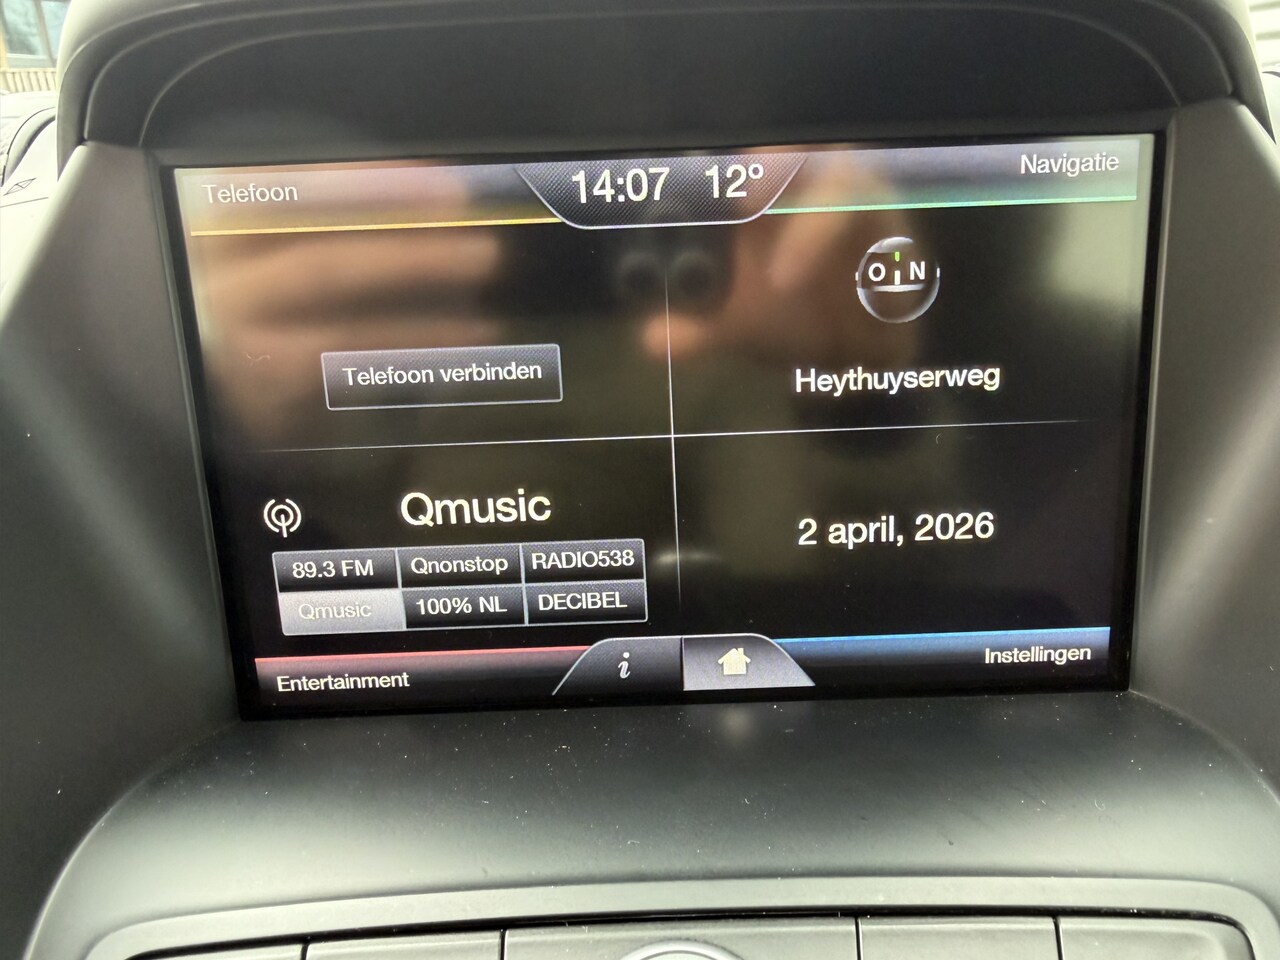 Telefoon
14:07 12°
Navigatie
O N
Telefoon verbinden
Heythuyserweg
Qmusic
2 april, 2026
89.3 FM Qnonstop RADIO538
Qmusic 100% NL DECIBEL
Entertainment
i
Instellingen